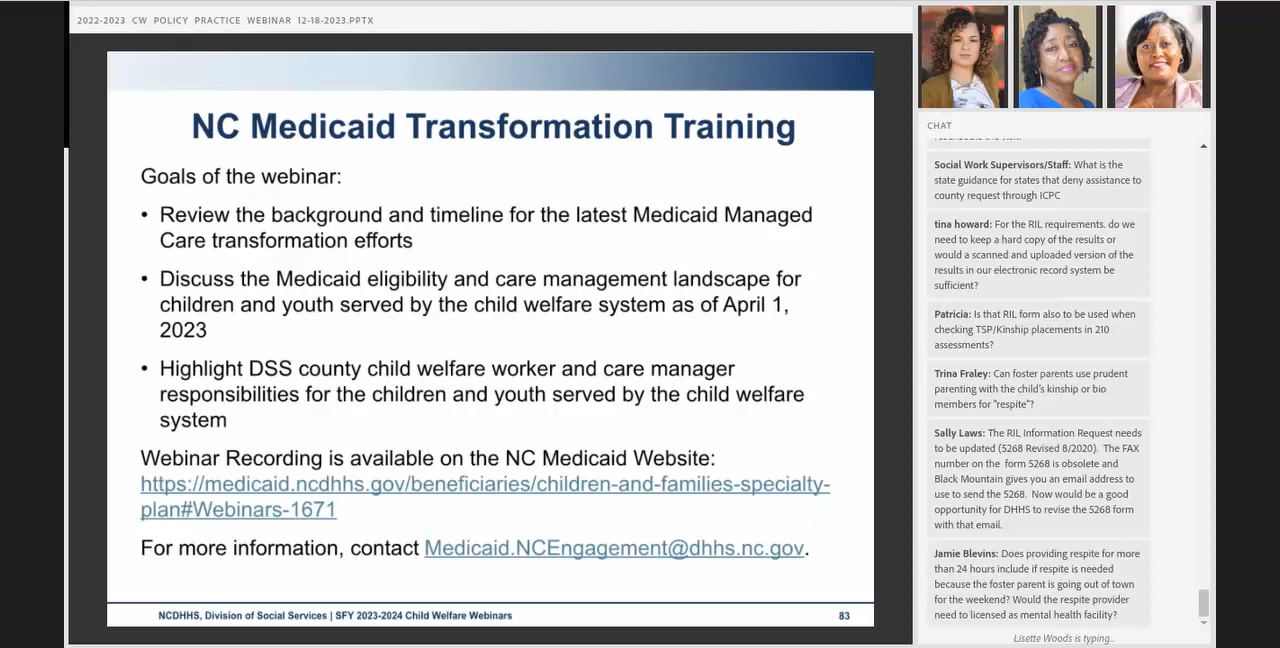 2022-2023 CW POLICY PRACTICE WEBINAR 12-18-2023.PPTX
NC Medicaid Transformation Training
Goals of the webinar:
• Review the background and timeline for the latest Medicaid Managed
Care transformation efforts
• Discuss the Medicaid eligibility and care management landscape for
children and youth served by the child welfare system as of April 1,
2023
• Highlight DSS county child welfare worker and care manager
responsibilities for the children and youth served by the child welfare
system
Webinar Recording is available on the NC Medicaid Website:
https://medicaid.ncdhhs.gov/beneficiaries/children-and-families-specialty-
plan#Webinars-1671
For more information, contact Medicaid.NCEngagement@dhhs.nc.gov.
NCDHHS, Division of Social Services | SFY 2023-2024 Child Welfare Webinars
83
CHAT
Social Work Supervisors/Staff: What is the
state guidance for states that deny assistance to
county request through ICPC
tina howard: For the RIL requirements. do we
need to keep a hard copy of the results or
would a scanned and uploaded version of the
results in our electronic record system be
sufficient?
Patricia: Is that RIL form also to be used when
checking TSP/Kinship placements in 210
assessments?
Trina Fraley: Can foster parents use prudent
parenting with the child's kinship or bio
members for "respite"?
Sally Laws: The RIL Information Request needs
to be updated (5268 Revised 8/2020). The FAX
number on the form 5268 is obsolete and
Black Mountain gives you an email address to
use to send the 5268. Now would be a good
opportunity for DHHS to revise the 5268 form
with that email.
Jamie Blevins: Does providing respite for more
than 24 hours include if respite is needed
because the foster parent is going out of town
for the weekend? Would the respite provider
need to licensed as mental health facility?
Lisette Woods is typing...